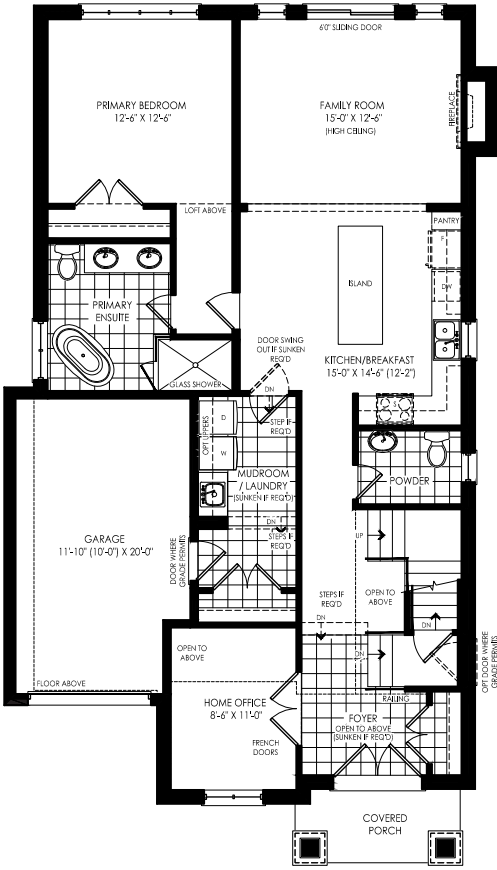 6'0" SLIDING DOOR
PRIMARY BEDROOM
12'-6" X 12'-6"
FAMILY ROOM
15'-0" X 12'-6"
(HIGH CEILING)
FIREPLACE
LOFT ABOVE
PANTRY
F
DW
ISLAND
PRIMARY
ENSUITE
GLASS SHOWER
DOOR SWING
OUT IF SUNKEN
REQ'D
KITCHEN/BREAKFAST
15'-0" X 14'-6" (12'-2")
S
DN
STEP IF
REQ'D
OPT UPPERS
D
W
MUDROOM
/ LAUNDRY
(SUNKEN IF REQ'D)
DN
STEPS IF
REQ'D
POWDER
GARAGE
11'-10" (10'-0") X 20'-0"
DOOR WHERE
GRADE PERMITS
UP
OPEN TO
ABOVE
STEPS IF
REQ'D
DN
DN
DN
OPT DOOR WHERE
GRADE PERMITS
OPEN TO
ABOVE
FLOOR ABOVE
HOME OFFICE
8'-6" X 11'-0"
FRENCH
DOORS
RAILING
FOYER
OPEN TO ABOVE
(SUNKEN IF REQ'D)
COVERED
PORCH